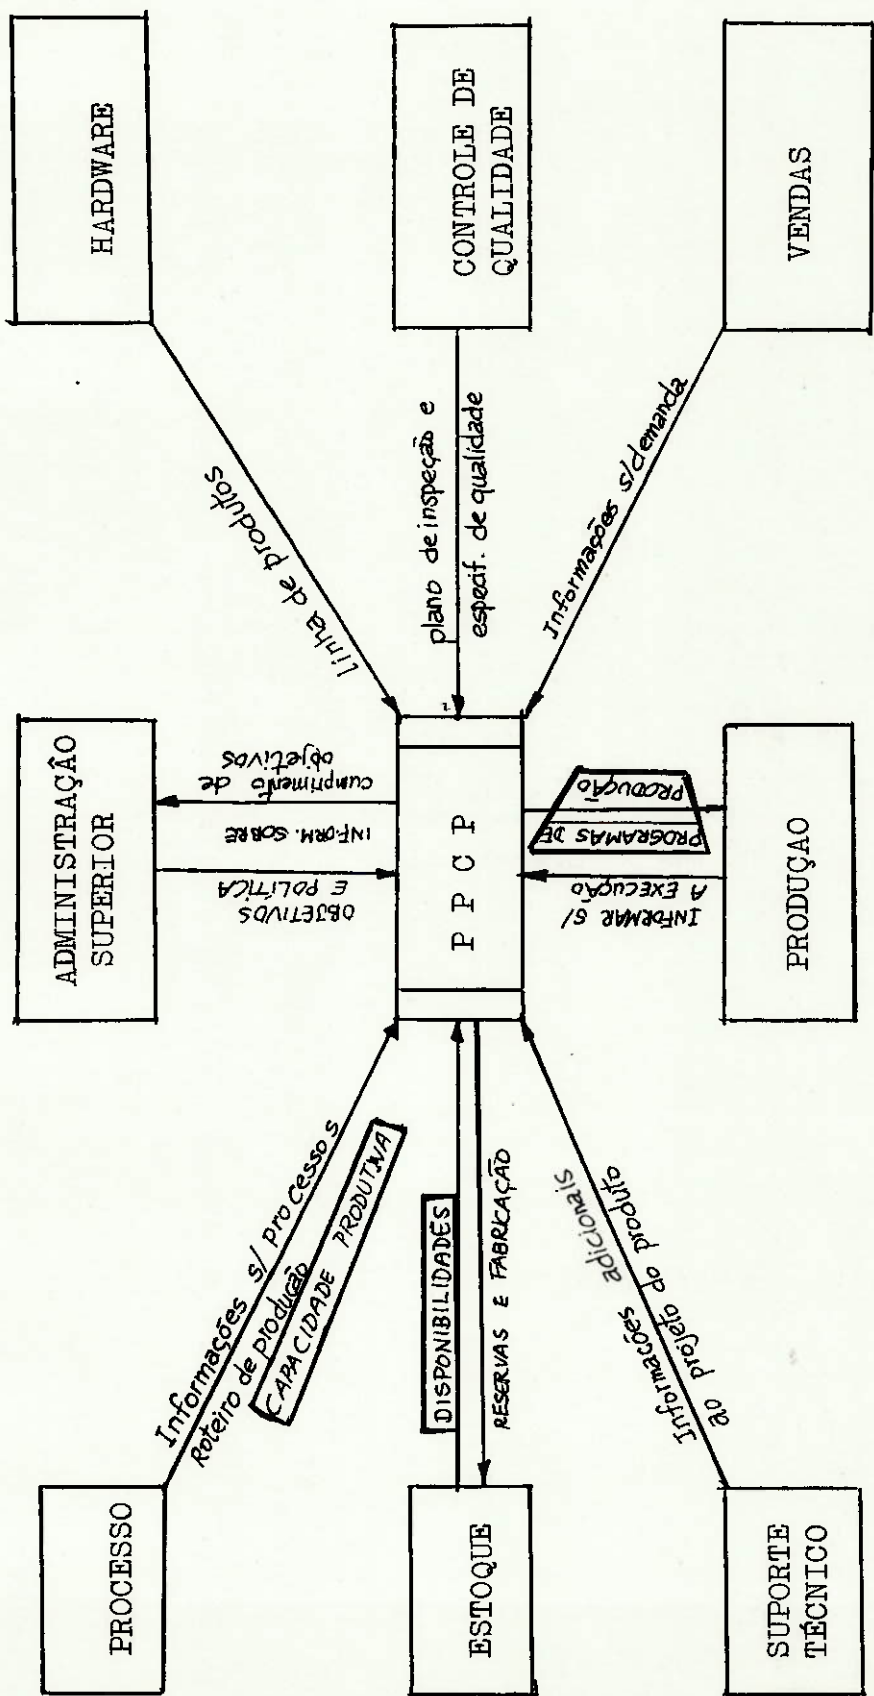 PROCESSO
Informações s/ processos
Roteiro de produção
CAPACIDADE PRODUTIVA
ADMINISTRAÇÃO
SUPERIOR
OBJETIVOS
E POLÍTICA
INFORM. SOBRE
cumprimento de
objetivos
HARDWARE
Linha de produtos
ESTOQUE
DISPONIBILIDADES
RESERVAS E FABRICAÇÃO
P P C P
plano de inspeção e
especif. de qualidade
CONTROLE DE
QUALIDADE
SUPORTE
TÉCNICO
Informações adicionais
ao projeto do produto
INFORMAR S/
A EXECUÇÃO
PROGRAMAS DE
PRODUÇÃO
PRODUÇAO
Informações s/demanda
VENDAS